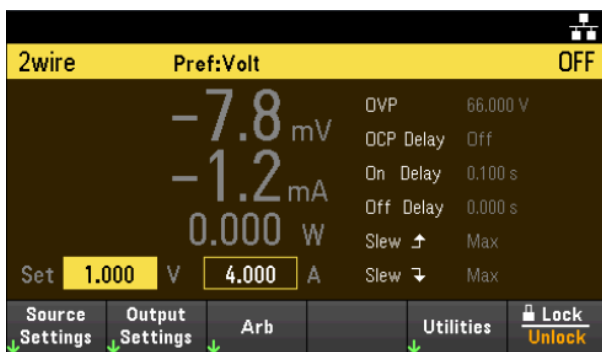 2wire Pref:Volt OFF
−7.8 mV
−1.2 mA
0.000 W
OVP 66.000 V
OCP Delay Off
On Delay 0.100 s
Off Delay 0.000 s
Slew Max
Slew Max
Set 1.000 V 4.000 A
Source Settings
Output Settings
Arb
Utilities
Lock
Unlock